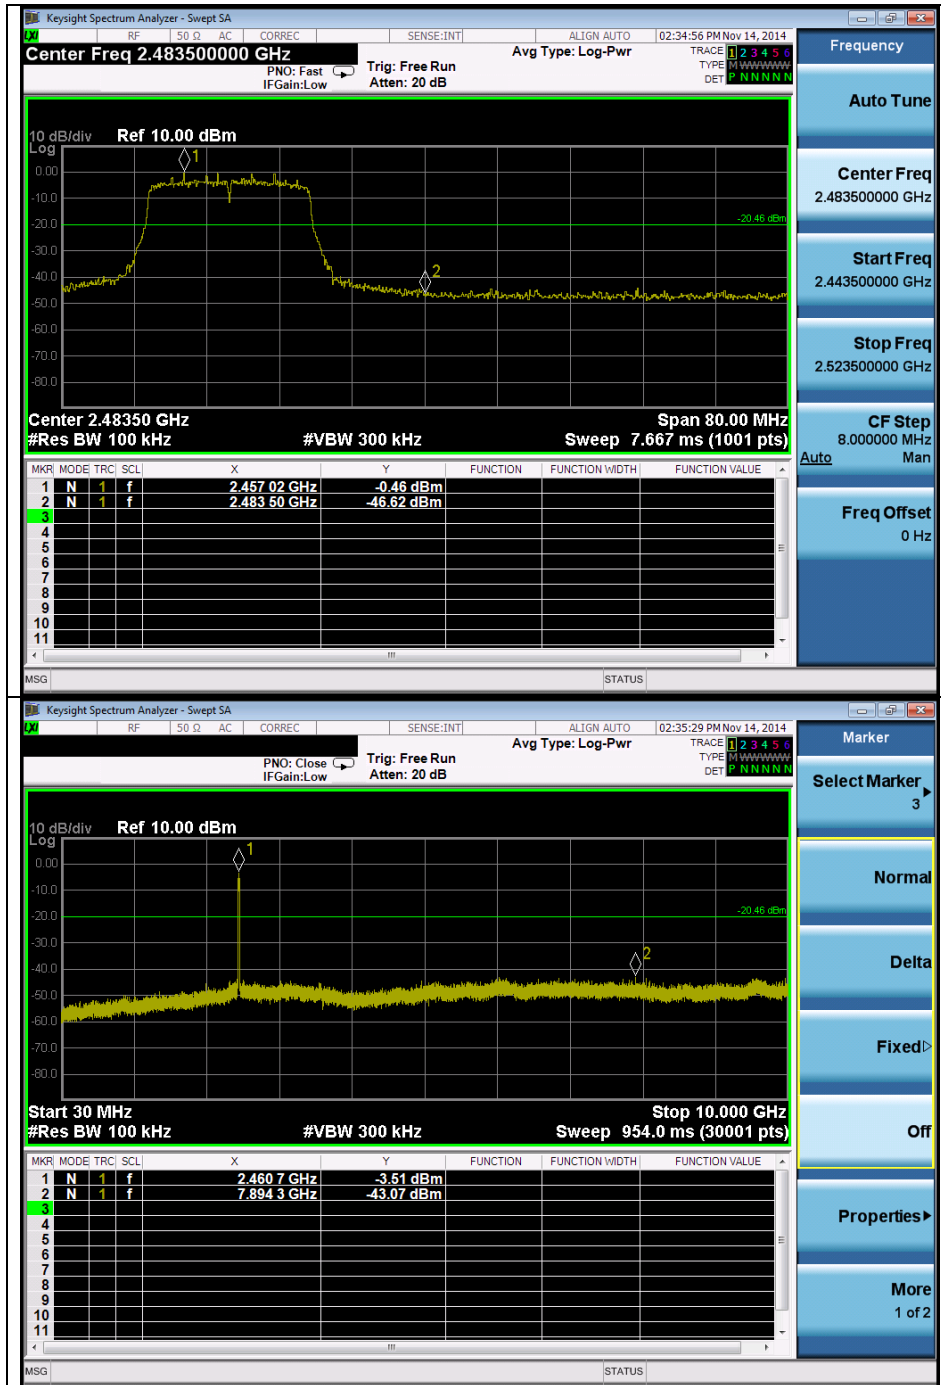 Keysight Spectrum Analyzer - Swept SA
LXI RF 50 Ω AC CORREC SENSE:INT ALIGN AUTO 02:34:56 PM Nov 14, 2014
Center Freq 2.483500000 GHz
PNO: Fast
IFGain:Low
Trig: Free Run
Atten: 20 dB
Avg Type: Log-Pwr
TRACE 1 2 3 4 5 6
TYPE M WWWWW
DET P N N N N N
10 dB/div Ref 10.00 dBm
Log
1
0.00
-10.0
-20.0
-20.46 dBm
-30.0
-40.0
2
-50.0
-60.0
-70.0
-80.0
Center 2.48350 GHz Span 80.00 MHz
#Res BW 100 kHz #VBW 300 kHz Sweep 7.667 ms (1001 pts)
MKR MODE TRC SCL X Y FUNCTION FUNCTION WIDTH FUNCTION VALUE
1 N 1 f 2.457 02 GHz -0.46 dBm
2 N 1 f 2.483 50 GHz -46.62 dBm
3
4
5
6
7
8
9
10
11
MSG STATUS
Frequency
Auto Tune
Center Freq
2.483500000 GHz
Start Freq
2.443500000 GHz
Stop Freq
2.523500000 GHz
CF Step
8.000000 MHz
Auto Man
Freq Offset
0 Hz
Keysight Spectrum Analyzer - Swept SA
LXI RF 50 Ω AC CORREC SENSE:INT ALIGN AUTO 02:35:29 PM Nov 14, 2014
PNO: Close
IFGain:Low
Trig: Free Run
Atten: 20 dB
Avg Type: Log-Pwr
TRACE 1 2 3 4 5 6
TYPE M WWWWW
DET P N N N N N
10 dB/div Ref 10.00 dBm
Log
1
0.00
-10.0
-20.0
-20.46 dBm
-30.0
-40.0
2
-50.0
-60.0
-70.0
-80.0
Start 30 MHz Stop 10.000 GHz
#Res BW 100 kHz #VBW 300 kHz Sweep 954.0 ms (30001 pts)
MKR MODE TRC SCL X Y FUNCTION FUNCTION WIDTH FUNCTION VALUE
1 N 1 f 2.460 7 GHz -3.51 dBm
2 N 1 f 7.894 3 GHz -43.07 dBm
3
4
5
6
7
8
9
10
11
MSG STATUS
Marker
Select Marker
3
Normal
Delta
Fixed
Off
Properties
More
1 of 2